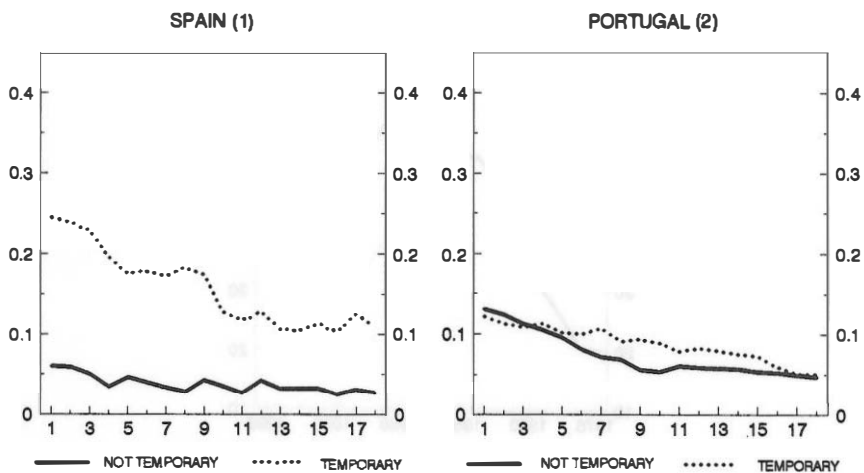 SPAIN (1) PORTUGAL (2)
0.4 0.4 0.4 0.4
0.3 0.3 0.3 0.3
0.2 0.2 0.2 0.2
0.1 0.1 0.1 0.1
0 0 0 0
1 3 5 7 9 11 13 15 17 1 3 5 7 9 11 13 15 17
NOT TEMPORARY TEMPORARY NOT TEMPORARY TEMPORARY